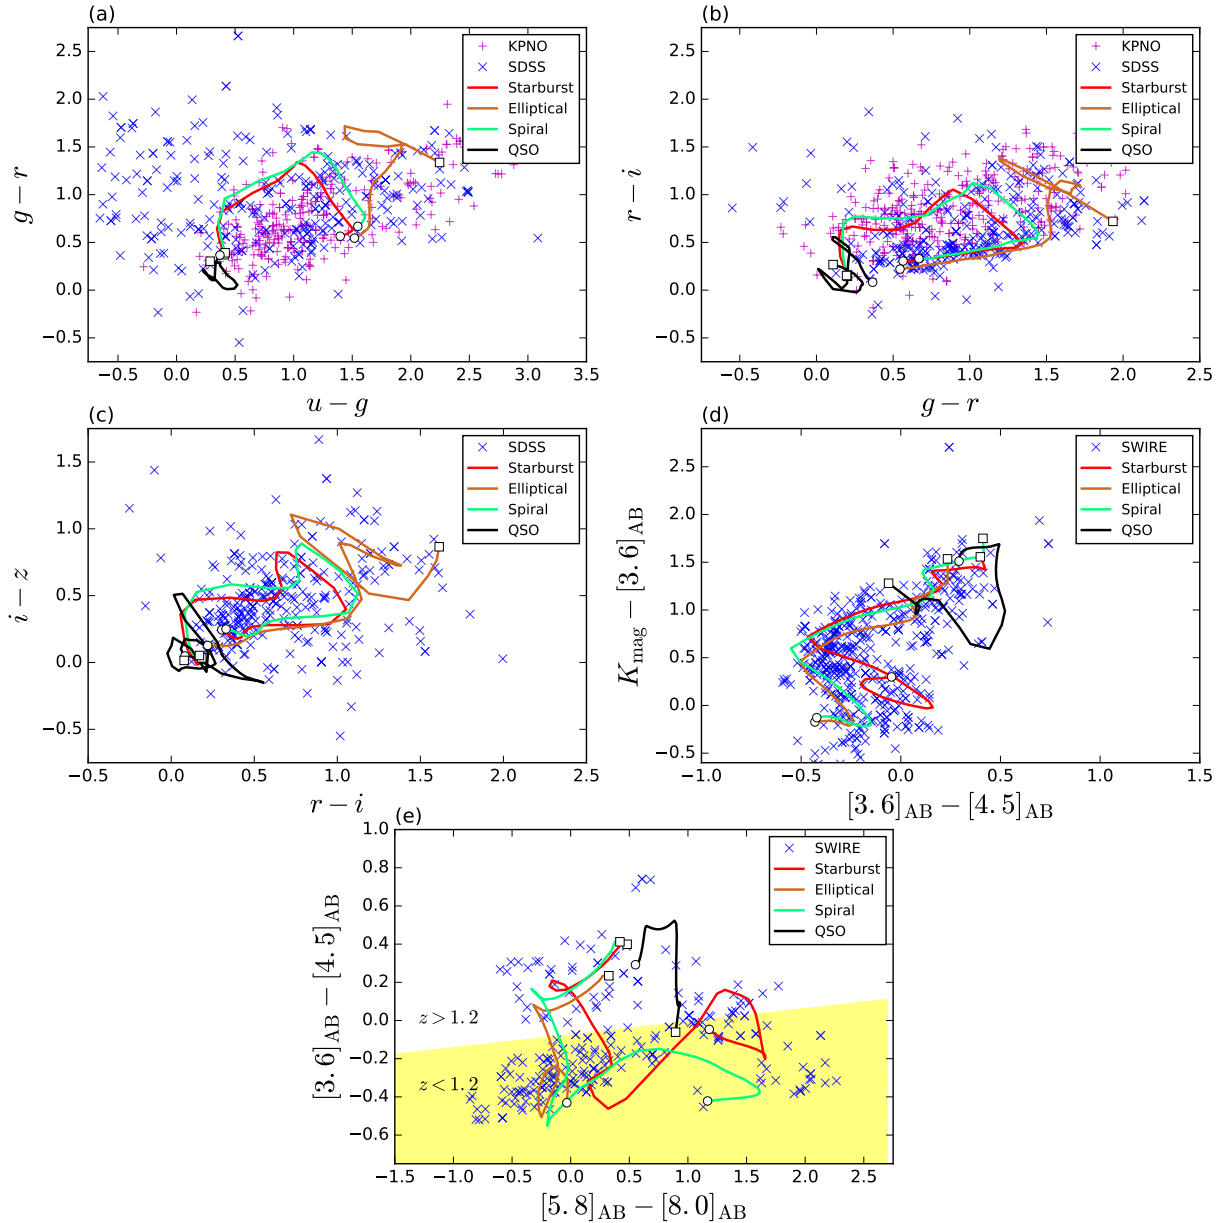 (a)
2.5
2.0
1.5
1.0
0.5
0.0
−0.5
g − r
KPNO
SDSS
Starburst
Elliptical
Spiral
QSO
−0.5 0.0 0.5 1.0 1.5 2.0 2.5 3.0 3.5
u − g
(b)
2.5
2.0
1.5
1.0
0.5
0.0
−0.5
r − i
KPNO
SDSS
Starburst
Elliptical
Spiral
QSO
−0.5 0.0 0.5 1.0 1.5 2.0 2.5
g − r
(c)
1.5
1.0
0.5
0.0
−0.5
i − z
SDSS
Starburst
Elliptical
Spiral
QSO
−0.5 0.0 0.5 1.0 1.5 2.0 2.5
r − i
(d)
2.5
2.0
1.5
1.0
0.5
0.0
−0.5
K_mag − [3.6]_AB
SWIRE
Starburst
Elliptical
Spiral
QSO
−1.0 −0.5 0.0 0.5 1.0 1.5
[3.6]_AB − [4.5]_AB
(e)
1.0
0.8
0.6
0.4
0.2
0.0
−0.2
−0.4
−0.6
[3.6]_AB − [4.5]_AB
SWIRE
Starburst
Elliptical
Spiral
QSO
z > 1.2
z < 1.2
−1.5 −1.0 −0.5 0.0 0.5 1.0 1.5 2.0 2.5
[5.8]_AB − [8.0]_AB